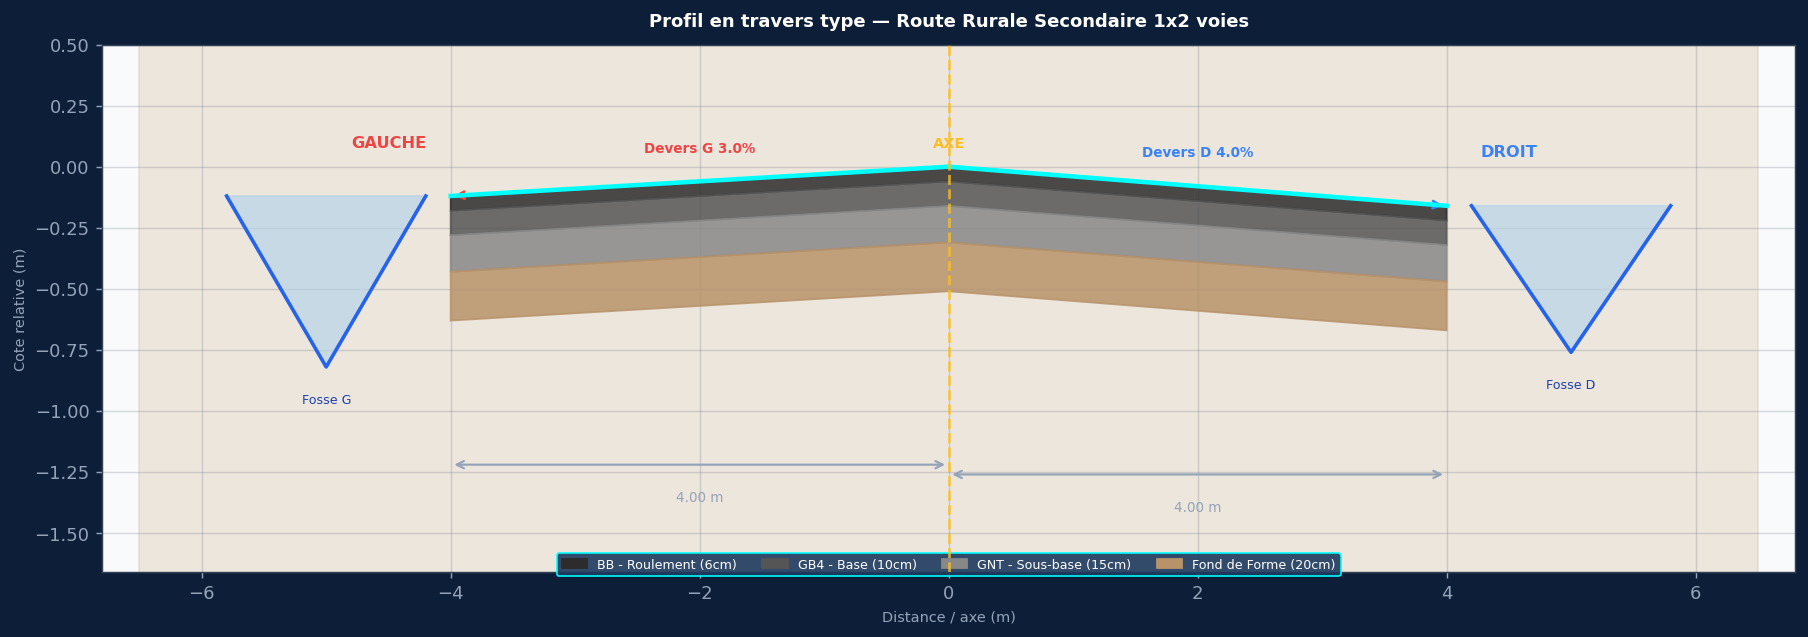 Profil en travers type — Route Rurale Secondaire 1x2 voies
Cote relative (m)
0.50
0.25
0.00
−0.25
−0.50
−0.75
−1.00
−1.25
−1.50
GAUCHE
Devers G 3.0%
AXE
Devers D 4.0%
DROIT
Fosse G
Fosse D
4.00 m
4.00 m
BB - Roulement (6cm)
GB4 - Base (10cm)
GNT - Sous-base (15cm)
Fond de Forme (20cm)
−6
−4
−2
0
2
4
6
Distance / axe (m)